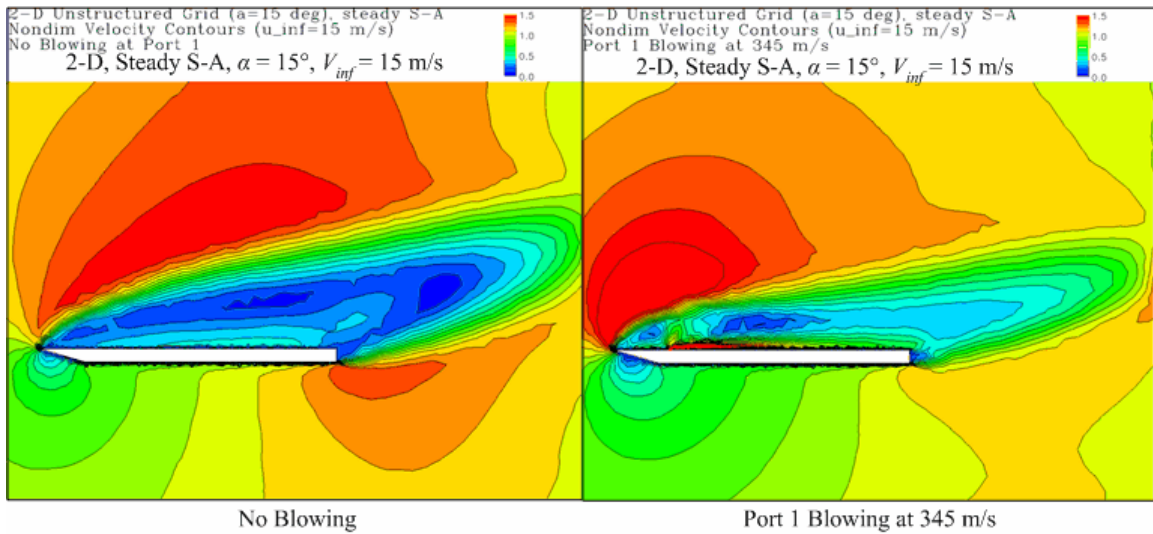 2-D Unstructured Grid (a=15 deg), steady S-A
Nondim Velocity Contours (u_inf=15 m/s)
No Blowing at Port 1
2-D, Steady S-A, α = 15°, Vinf = 15 m/s
1.5
1.0
0.5
0.0
2-D Unstructured Grid (a=15 deg), steady S-A
Nondim Velocity Contours (u_inf=15 m/s)
Port 1 Blowing at 345 m/s
2-D, Steady S-A, α = 15°, Vinf = 15 m/s
1.5
1.0
0.5
0.0
No Blowing
Port 1 Blowing at 345 m/s